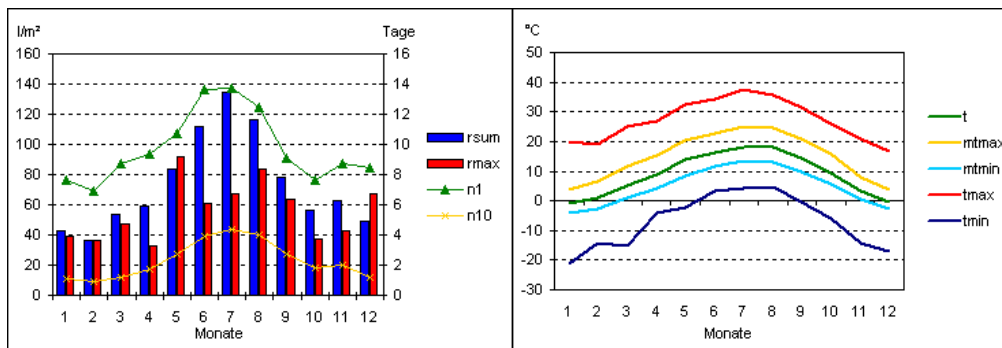 l/m² Tage
160 16
140 14
120 12
100 10
80 8
60 6
40 4
20 2
0 0
1 2 3 4 5 6 7 8 9 10 11 12
Monate
rsum
rmax
n1
n10
°C
50
40
30
20
10
0
-10
-20
-30
1 2 3 4 5 6 7 8 9 10 11 12
Monate
t
mtmax
mtmin
tmax
tmin